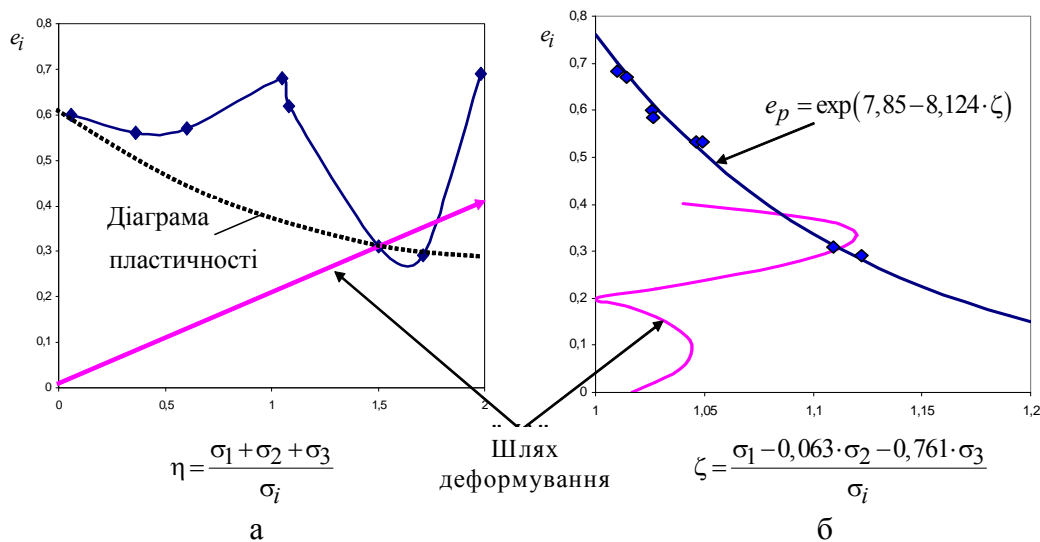 0,8
e_i
0,7
0,6
0,5
0,4
0,3
0,2
0,1
0
Діаграма
пластичності
0 0,5 1 1,5 2
η = (σ₁ + σ₂ + σ₃) / σ_i
а
Шлях
деформування
0,8
e_i
0,7
0,6
0,5
0,4
0,3
0,2
0,1
0,0
e_p = exp(7,85 − 8,124·ζ)
1 1,05 1,1 1,15 1,2
ζ = (σ₁ − 0,063·σ₂ − 0,761·σ₃) / σ_i
б